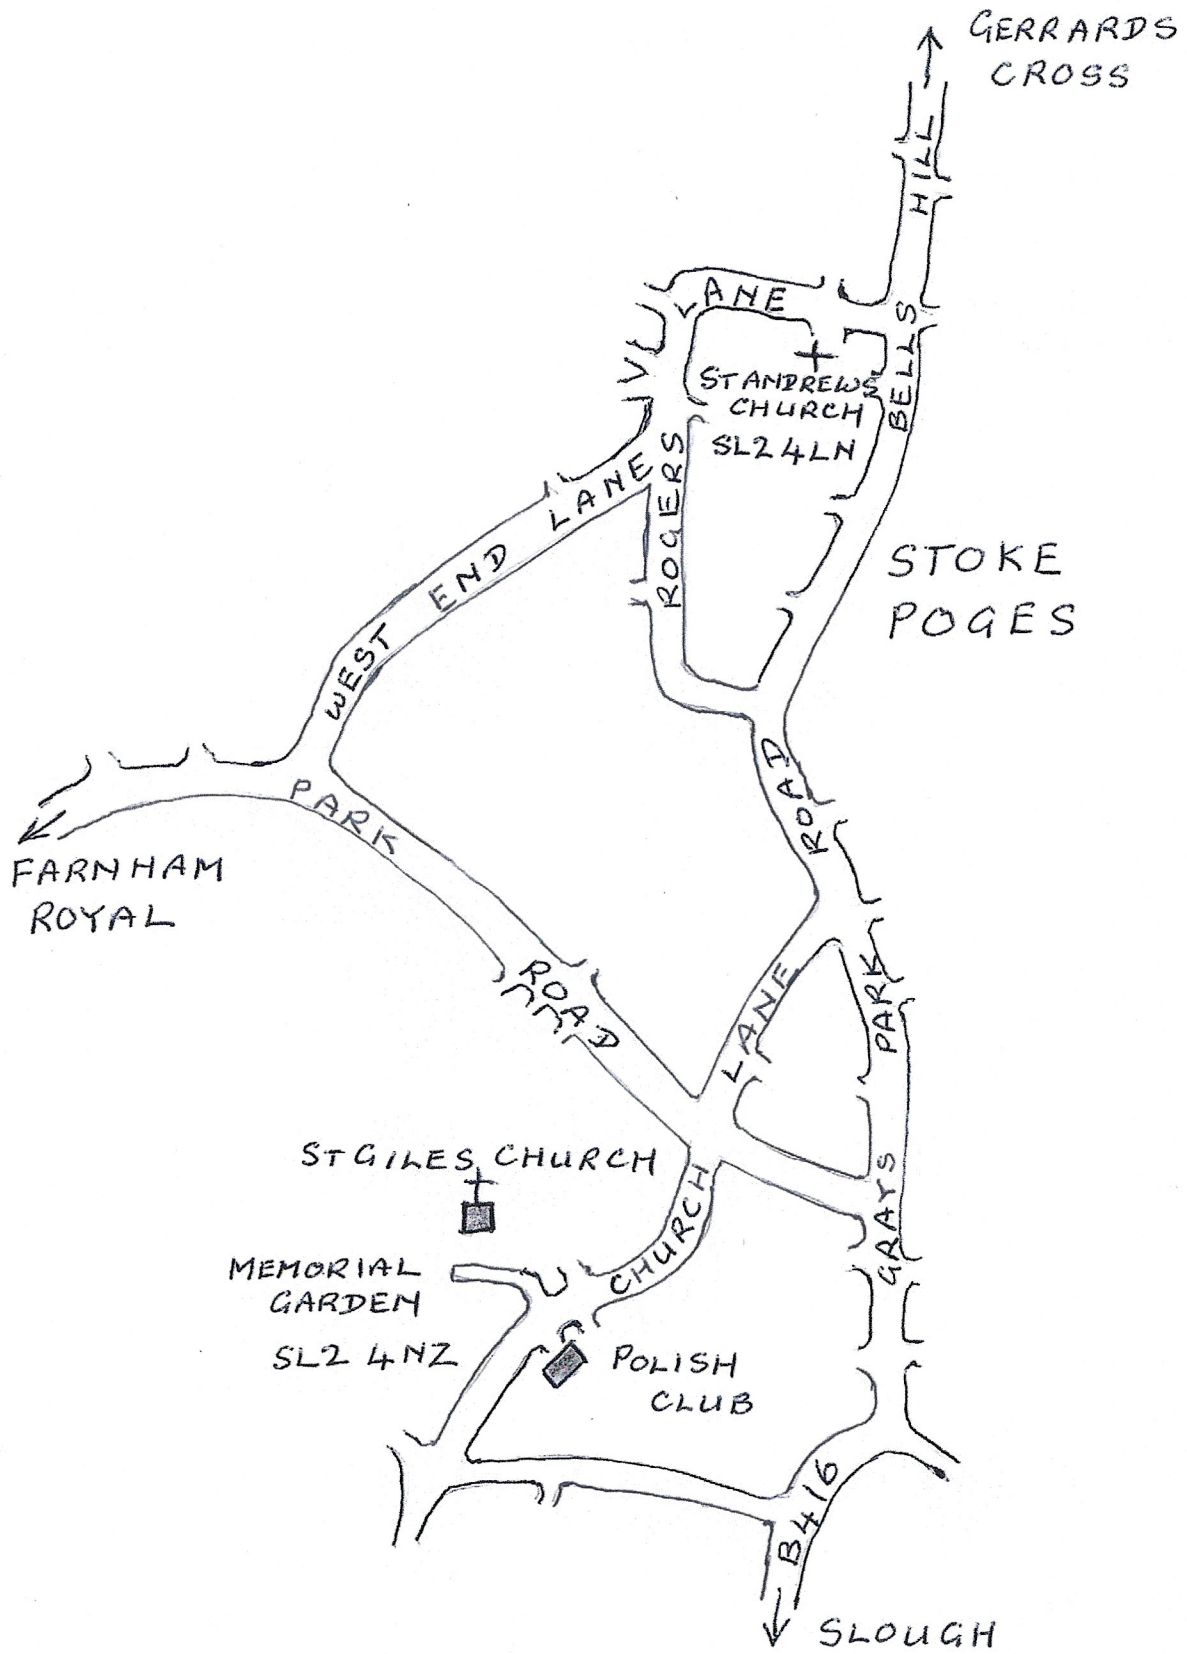 GERRARDS
CROSS
BELLS HILL
ROGERS LANE
ST ANDREWS
CHURCH
SL2 4LN
WEST END LANE
STOKE
POGES
PARK ROAD
FARNHAM
ROYAL
GRAYS PARK ROAD
CHURCH LANE
ST GILES CHURCH
MEMORIAL
GARDEN
SL2 4NZ
POLISH
CLUB
B416
SLOUGH